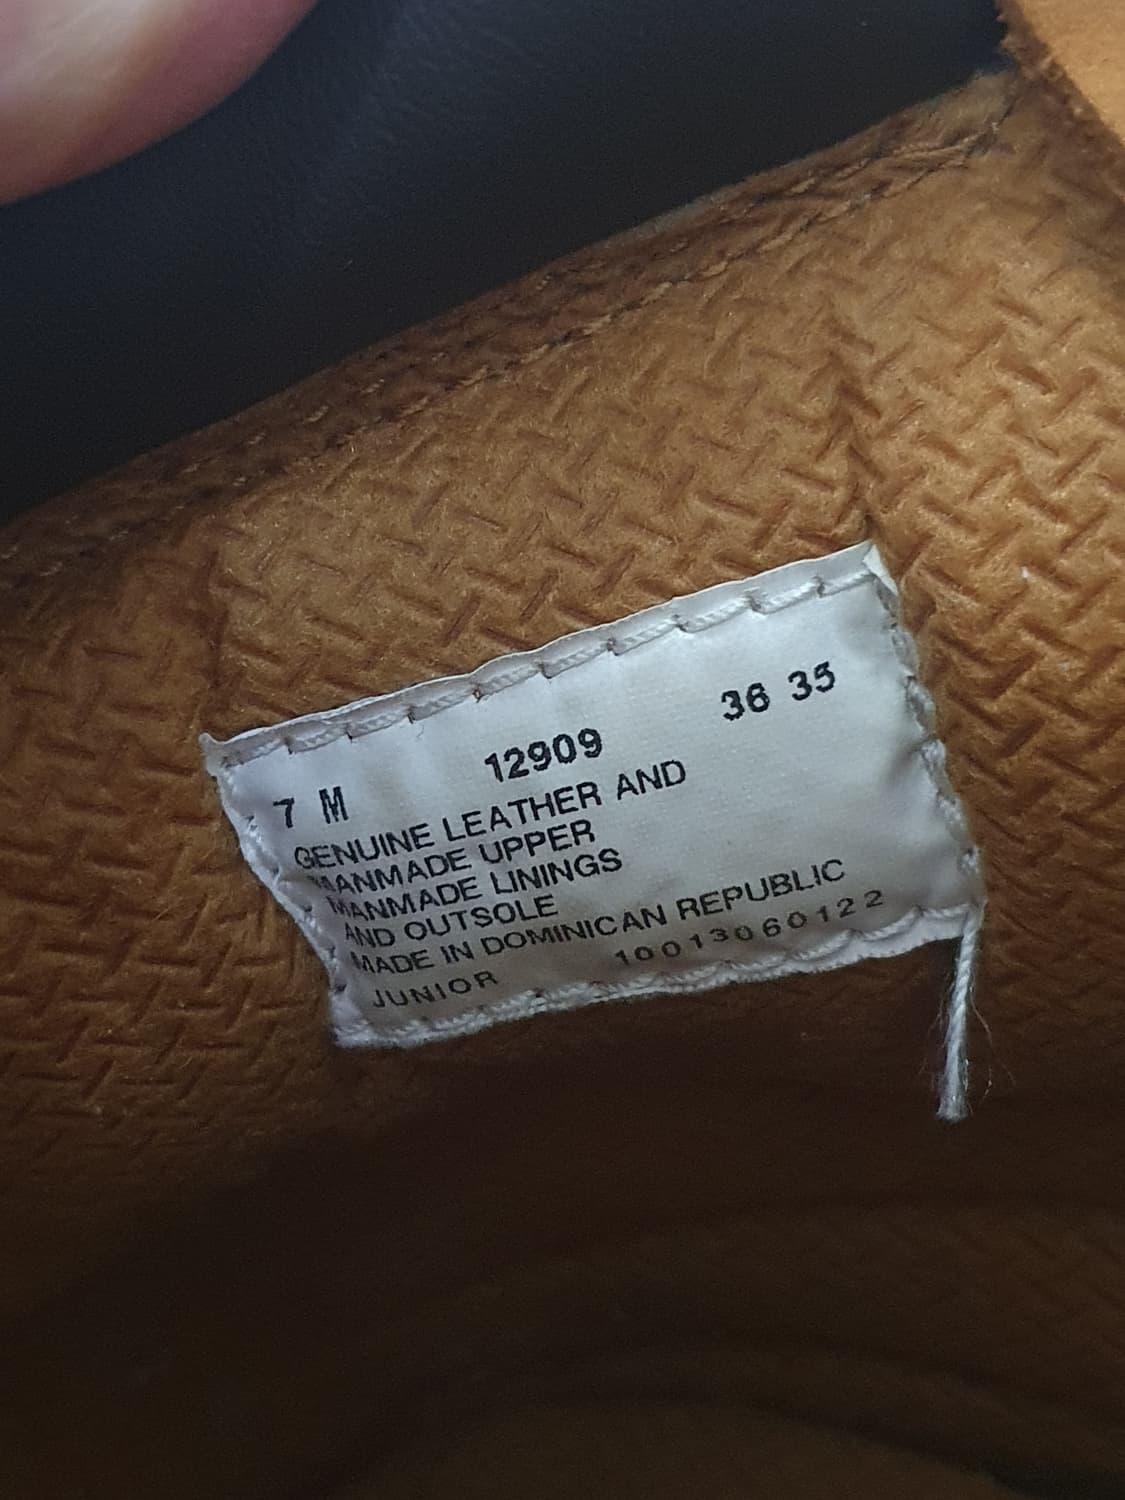 7 M 12909 36 35
GENUINE LEATHER AND
MANMADE UPPER
MANMADE LININGS
AND OUTSOLE
MADE IN DOMINICAN REPUBLIC
JUNIOR 10013060122